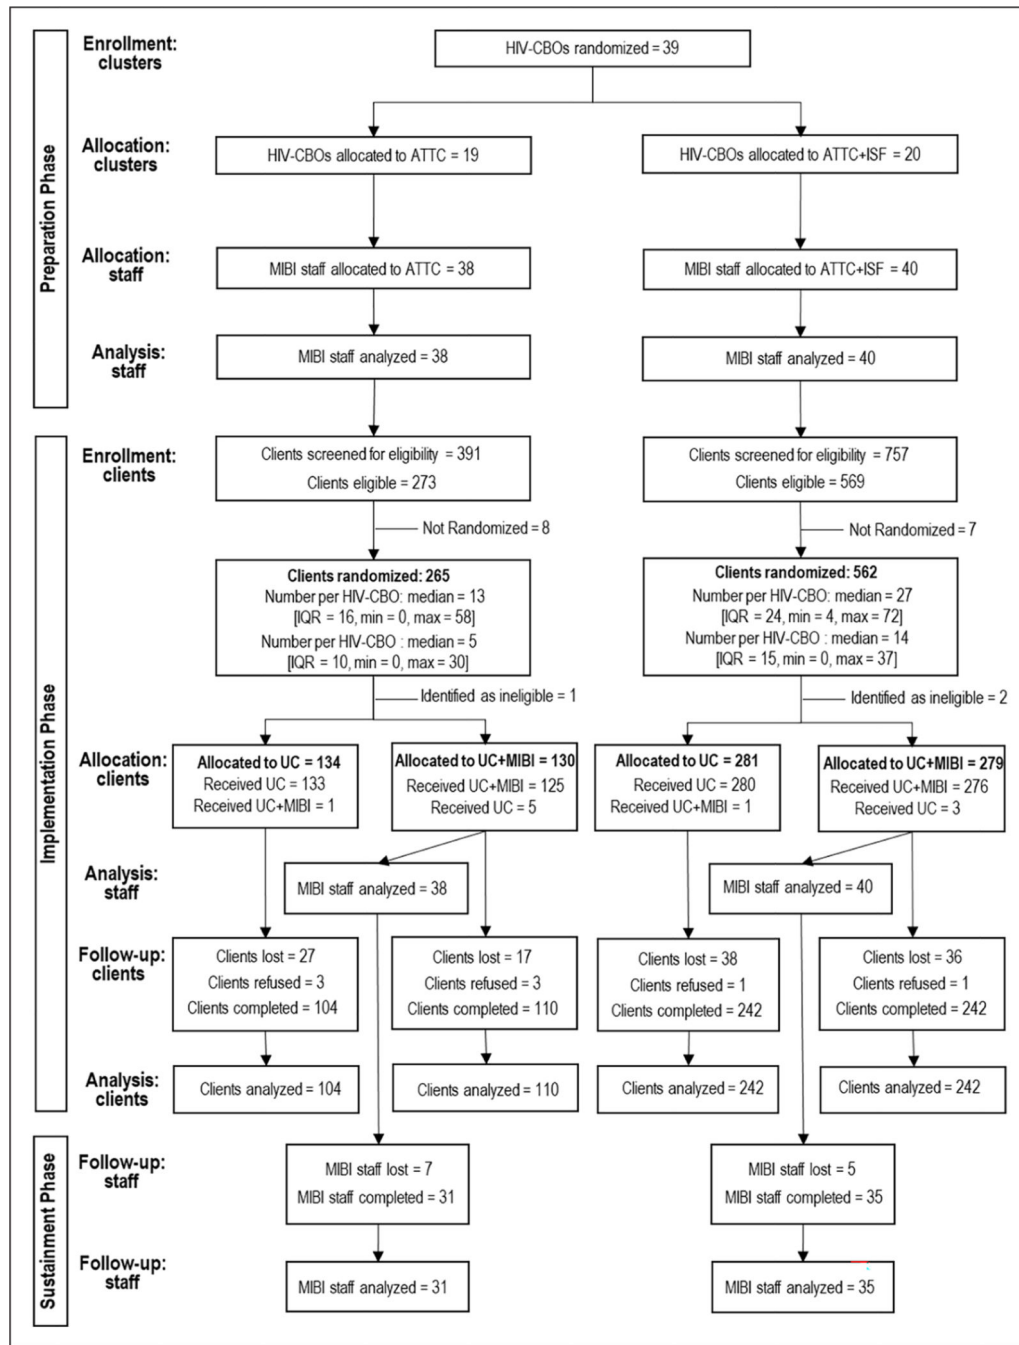 Preparation Phase
Enrollment:
clusters
HIV-CBOs randomized = 39
Allocation:
clusters
HIV-CBOs allocated to ATTC = 19
HIV-CBOs allocated to ATTC+ISF = 20
Allocation:
staff
MIBI staff allocated to ATTC = 38
MIBI staff allocated to ATTC+ISF = 40
Analysis:
staff
MIBI staff analyzed = 38
MIBI staff analyzed = 40
Implementation Phase
Enrollment:
clients
Clients screened for eligibility = 391
Clients eligible = 273
Clients screened for eligibility = 757
Clients eligible = 569
Not Randomized = 8
Not Randomized = 7
Clients randomized: 265
Number per HIV-CBO: median = 13
[IQR = 16, min = 0, max = 58]
Number per HIV-CBO : median = 5
[IQR = 10, min = 0, max = 30]
Clients randomized: 562
Number per HIV-CBO: median = 27
[IQR = 24, min = 4, max = 72]
Number per HIV-CBO : median = 14
[IQR = 15, min = 0, max = 37]
Identified as ineligible = 1
Identified as ineligible = 2
Allocation:
clients
Allocated to UC = 134
Received UC = 133
Received UC+MIBI = 1
Allocated to UC+MIBI = 130
Received UC+MIBI = 125
Received UC = 5
Allocated to UC = 281
Received UC = 280
Received UC+MIBI = 1
Allocated to UC+MIBI = 279
Received UC+MIBI = 276
Received UC = 3
Analysis:
staff
MIBI staff analyzed = 38
MIBI staff analyzed = 40
Follow-up:
clients
Clients lost = 27
Clients refused = 3
Clients completed = 104
Clients lost = 17
Clients refused = 3
Clients completed = 110
Clients lost = 38
Clients refused = 1
Clients completed = 242
Clients lost = 36
Clients refused = 1
Clients completed = 242
Analysis:
clients
Clients analyzed = 104
Clients analyzed = 110
Clients analyzed = 242
Clients analyzed = 242
Sustainment Phase
Follow-up:
staff
MIBI staff lost = 7
MIBI staff completed = 31
MIBI staff lost = 5
MIBI staff completed = 35
Follow-up:
staff
MIBI staff analyzed = 31
MIBI staff analyzed = 35